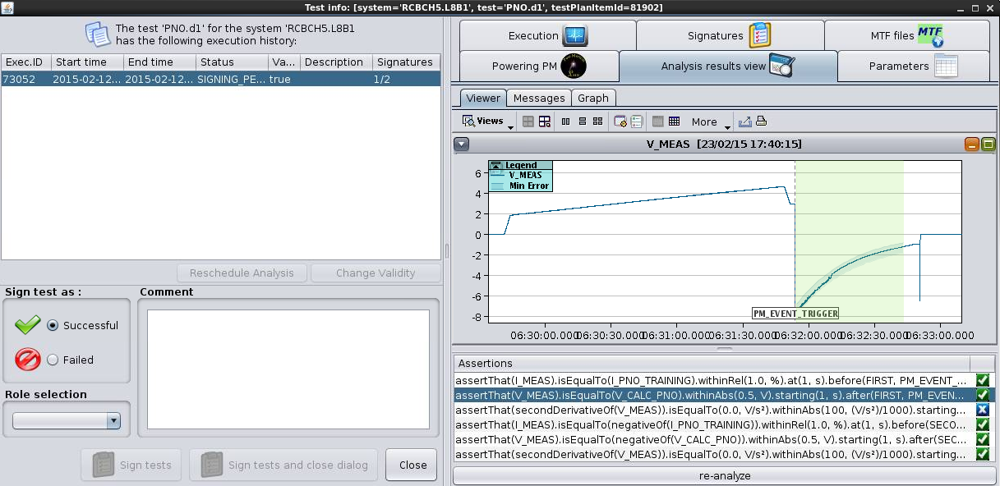 Test info: [system='RCBCH5.L8B1', test='PNO.d1', testPlanItemId=81902]
The test 'PNO.d1' for the system 'RCBCH5.L8B1
has the following execution history:
Exec.ID Start time End time Status Va... Description Signatures
73052 2015-02-12... 2015-02-12... SIGNING_PE... true 1/2
Reschedule Analysis Change Validity
Sign test as :
Successful
Failed
Role selection
Comment
Sign tests Sign tests and close dialog Close
Execution Signatures MTF files MTF
Powering PM Analysis results view Parameters
Viewer Messages Graph
Views More
V_MEAS [23/02/15 17:40:15]
Legend
V_MEAS
Min Error
6
4
2
0
-2
-4
-6
-8
PM_EVENT_TRIGGER
06:30:00.000 06:30:30.000 06:31:00.000 06:31:30.000 06:32:00.000 06:32:30.000 06:33:00.000
Assertions
assertThat(I_MEAS).isEqualTo(I_PNO_TRAINING).withinRel(1.0, %).at(1, s).before(FIRST, PM_EVENT_...
assertThat(V_MEAS).isEqualTo(V_CALC_PNO).withinAbs(0.5, V).starting(1, s).after(FIRST, PM_EVEN...
assertThat(secondDerivativeOf(V_MEAS)).isEqualTo(0.0, V/s²).withinAbs(100, (V/s²)/1000).starting...
assertThat(I_MEAS).isEqualTo(negativeOf(I_PNO_TRAINING)).withinRel(1.0, %).at(1, s).before(SECO...
assertThat(V_MEAS).isEqualTo(negativeOf(V_CALC_PNO)).withinAbs(0.5, V).starting(1, s).after(SEC...
assertThat(secondDerivativeOf(V_MEAS)).isEqualTo(0.0, V/s²).withinAbs(100, (V/s²)/1000).starting...
re-analyze